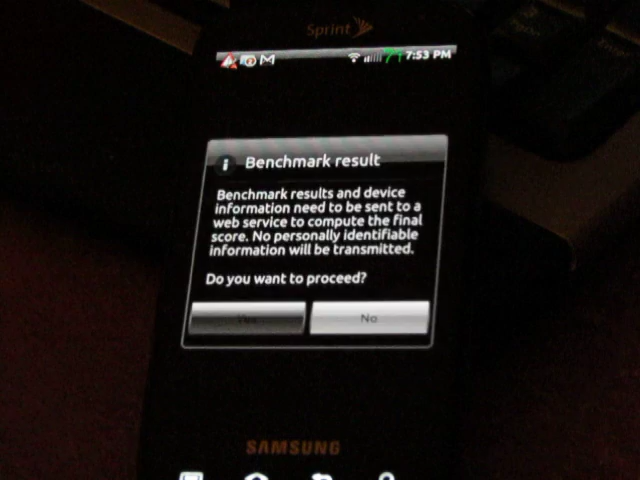 Sprint
7:53 PM
Benchmark result
Benchmark results and device
information need to be sent to a
web service to compute the final
score. No personally identifiable
information will be transmitted.
Do you want to proceed?
Yes No
SAMSUNG